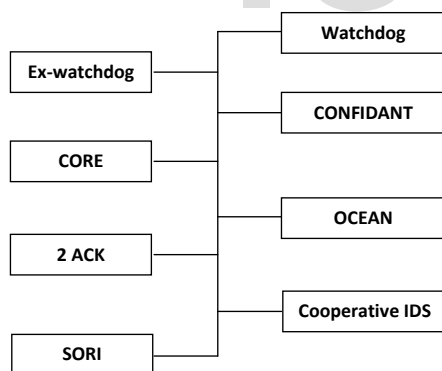 Watchdog
Ex-watchdog
CONFIDANT
CORE
OCEAN
2 ACK
Cooperative IDS
SORI